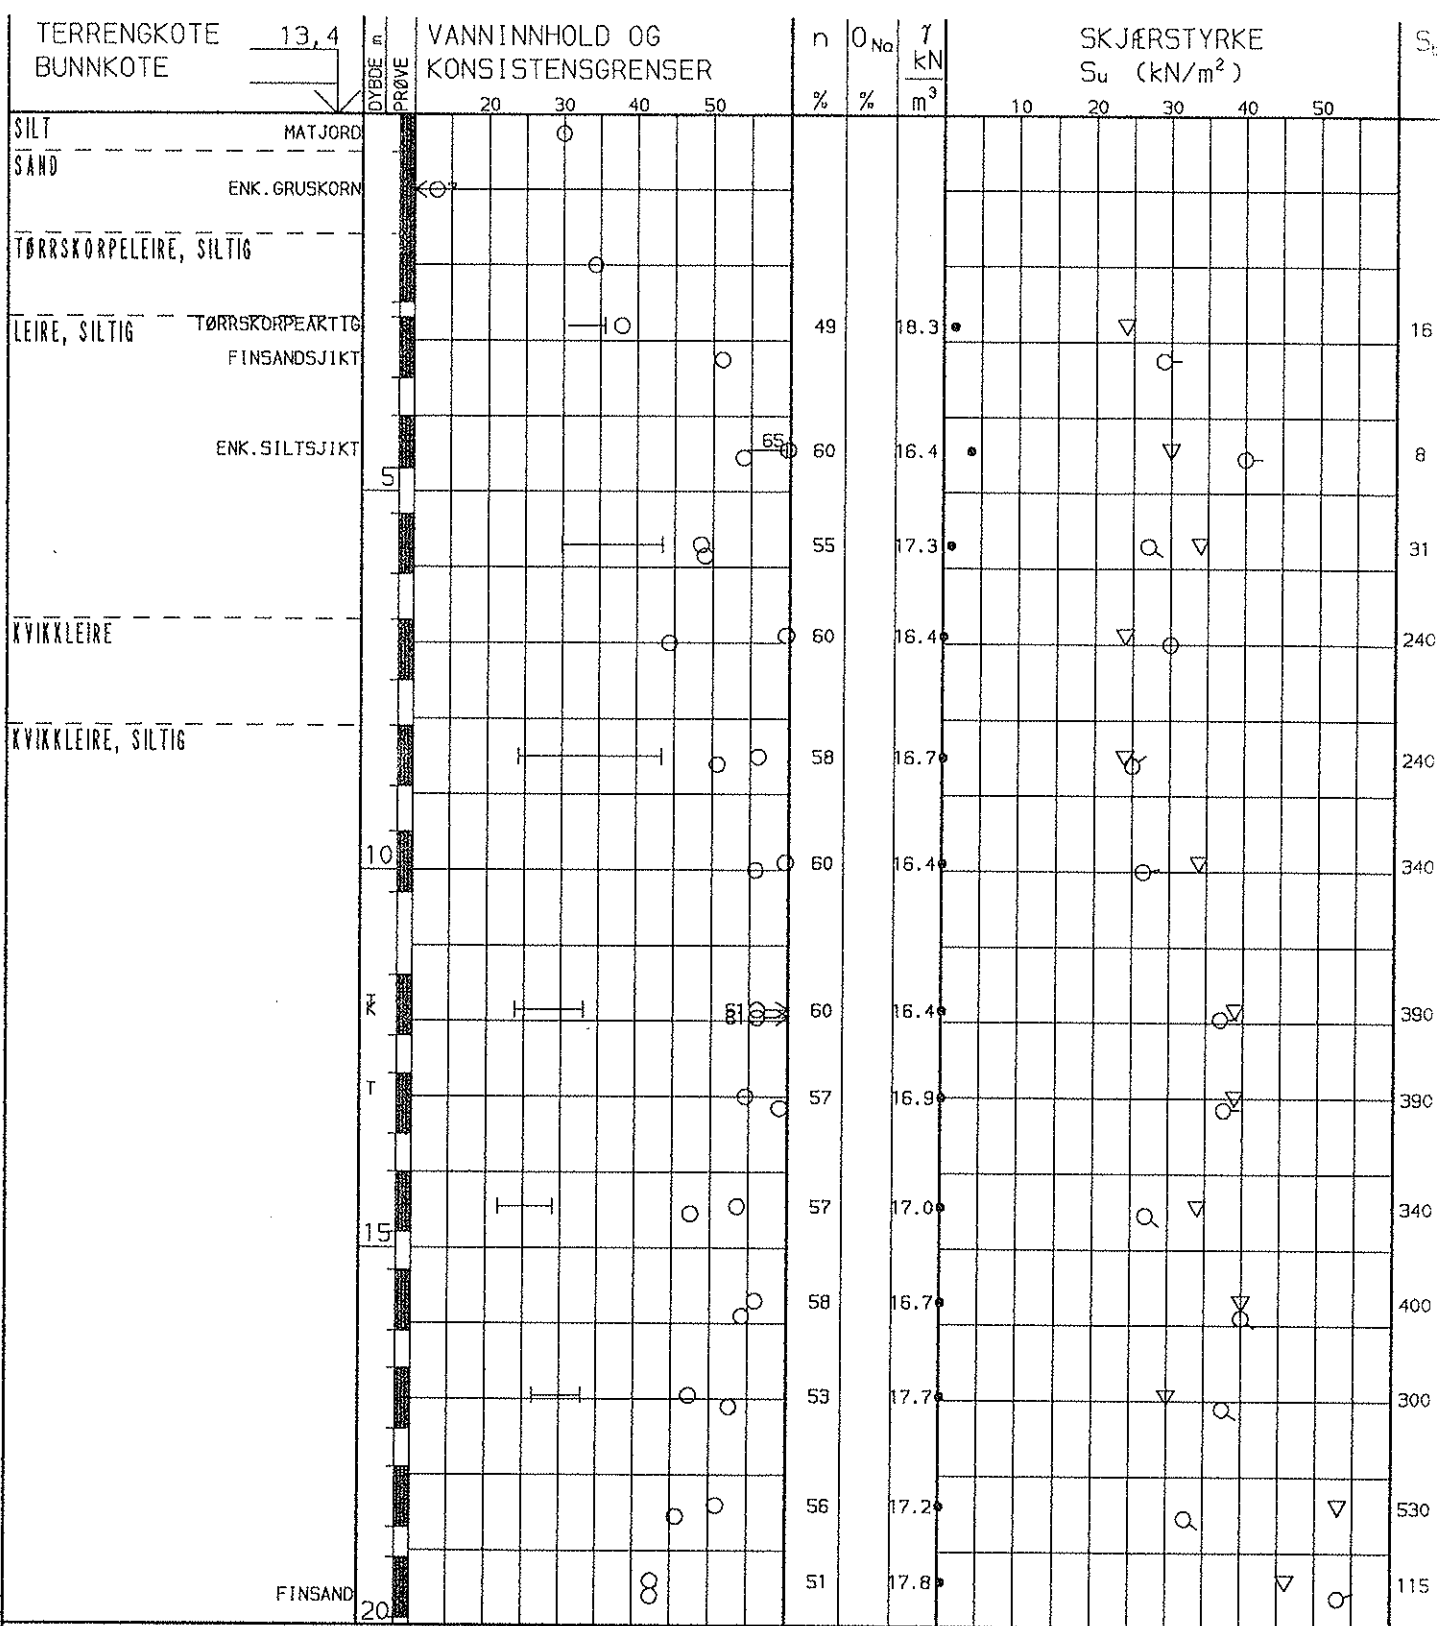 TERRENGKOTE 13,4
BUNNKOTE
DYBDE m
PRØVE
VANNINNHOLD OG
KONSISTENSGRENSER
20 30 40 50
n
%
O Na
%
γ
kN
m³
SKJÆRSTYRKE
Su (kN/m²)
10 20 30 40 50
SILT MATJORD
SAND
ENK.GRUSKORN
TØRRSKORPELEIRE, SILTIG
LEIRE, SILTIG TØRRSKORPEAKTIG 49 18.3 16
FINSANDSJIKT
ENK.SILTSJIKT 65 60 16.4 8
5
55 17.3 31
KVIKKLEIRE 60 16.4 240
KVIKKLEIRE, SILTIG 58 16.7 240
10 60 16.4 340
61 60 16.4 390
81
T 57 16.9 390
57 17.0 340
15
58 16.7 400
53 17.7 300
56 17.2 530
FINSAND 51 17.8 115
20